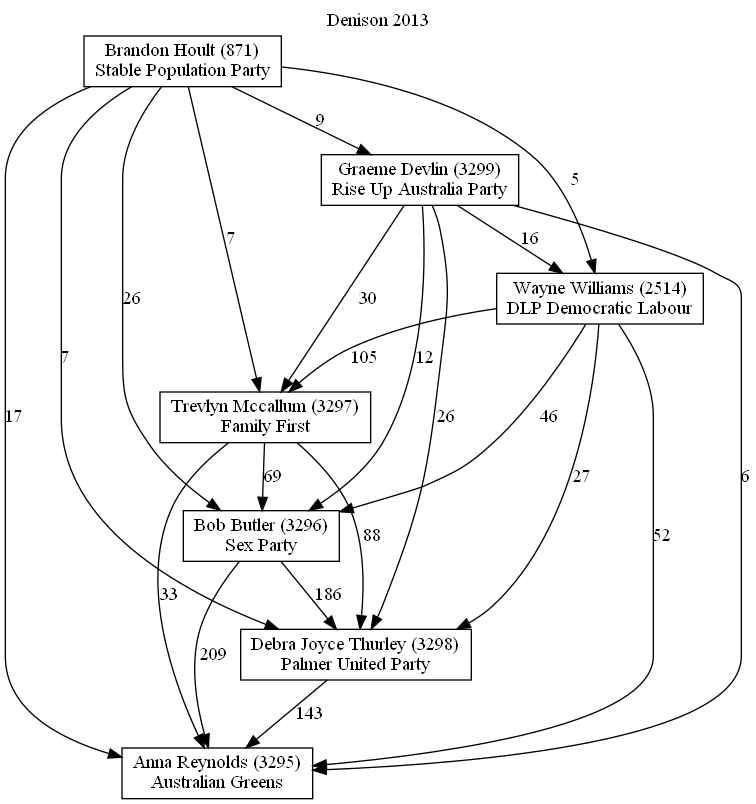 Denison 2013
Brandon Hoult (871)
Stable Population Party
9
Graeme Devlin (3299)
Rise Up Australia Party
5
7
16
Wayne Williams (2514)
DLP Democratic Labour
26
30
7
105
12
Trevlyn Mccallum (3297)
Family First
17
26
46
69
27
6
Bob Butler (3296)
Sex Party
88
52
33
186
209
Debra Joyce Thurley (3298)
Palmer United Party
143
Anna Reynolds (3295)
Australian Greens